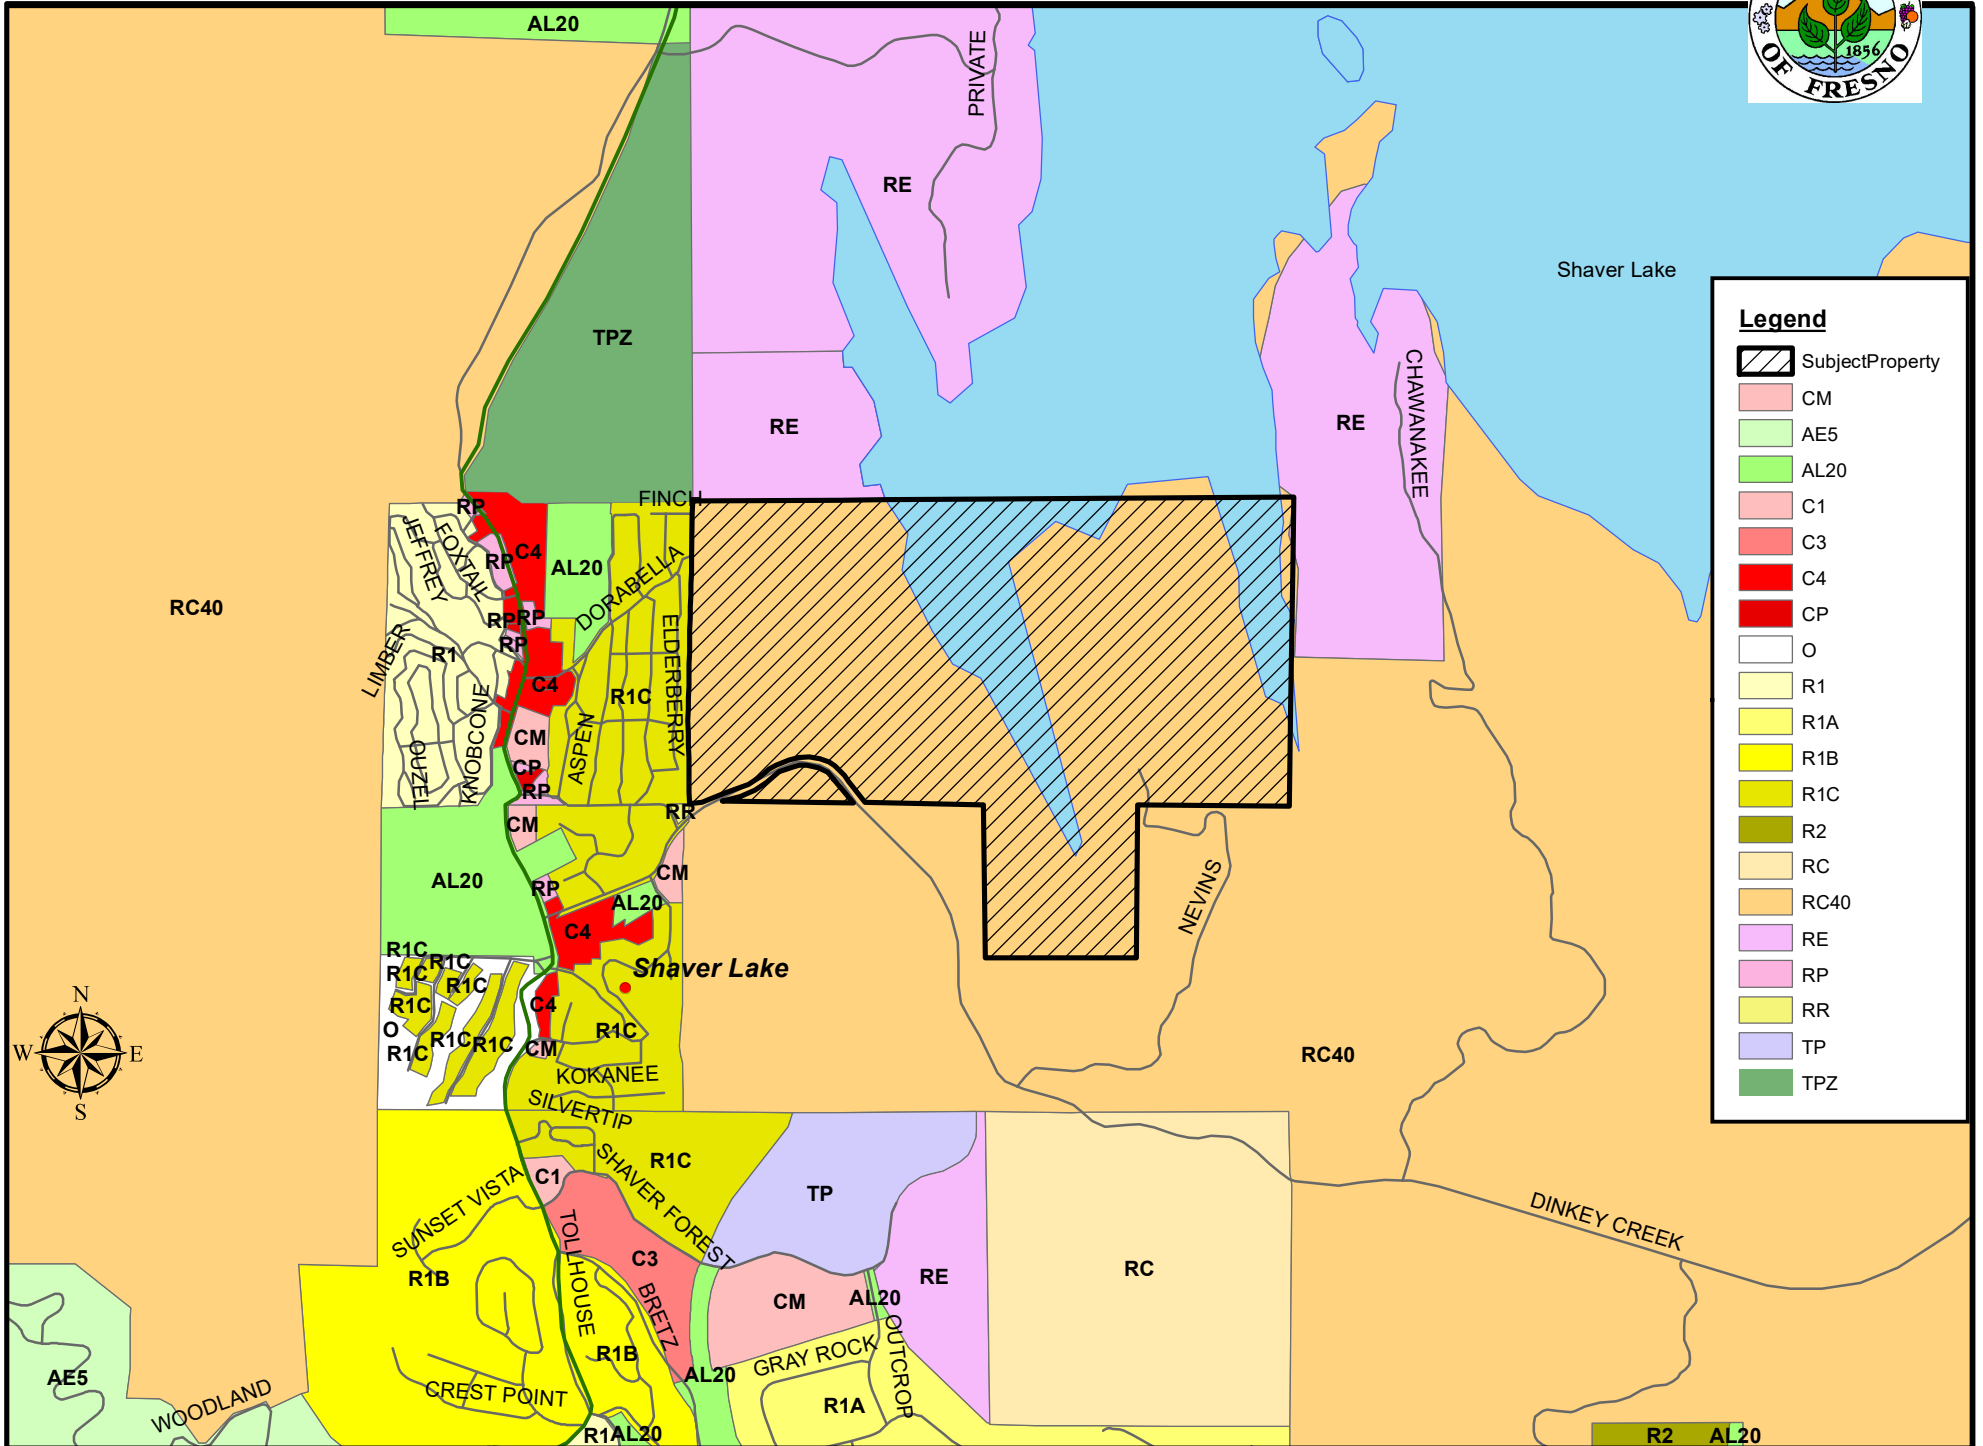 AL20
1856
OF FRESNO
PRIVATE
RE
Shaver Lake
TPZ
RE
RE
CHAWANAKEE
Legend
SubjectProperty
CM
AE5
AL20
C1
C3
C4
CP
O
R1
R1A
R1B
R1C
R2
RC
RC40
RE
RP
RR
TP
TPZ
FINCH
RP
JEFFREY
FOXTAIL
RP
C4
AL20
DORABELLA
RC40
RP
RP
RP
LIMBER
R1
C4
R1C
ELDERBERRY
KNOBCONE
OUZEL
CM
ASPEN
CP
RP
RR
CM
CM
AL20
RP
AL20
C4
NEVINS
R1C
R1C
R1C
R1C
Shaver Lake
R1C
C4
O
R1C
R1C
R1C
R1C
CM
KOKANEE
RC40
N
W
E
S
SILVERTIP
R1C
SHAVER FOREST
C1
SUNSET VISTA
TP
TOLLHOUSE
C3
DINKEY CREEK
R1B
RE
RC
BRETZ
CM
AL20
OUTCROP
R1B
GRAY ROCK
AE5
AL20
CREST POINT
WOODLAND
R1A
R1
AL20
R2
AL20